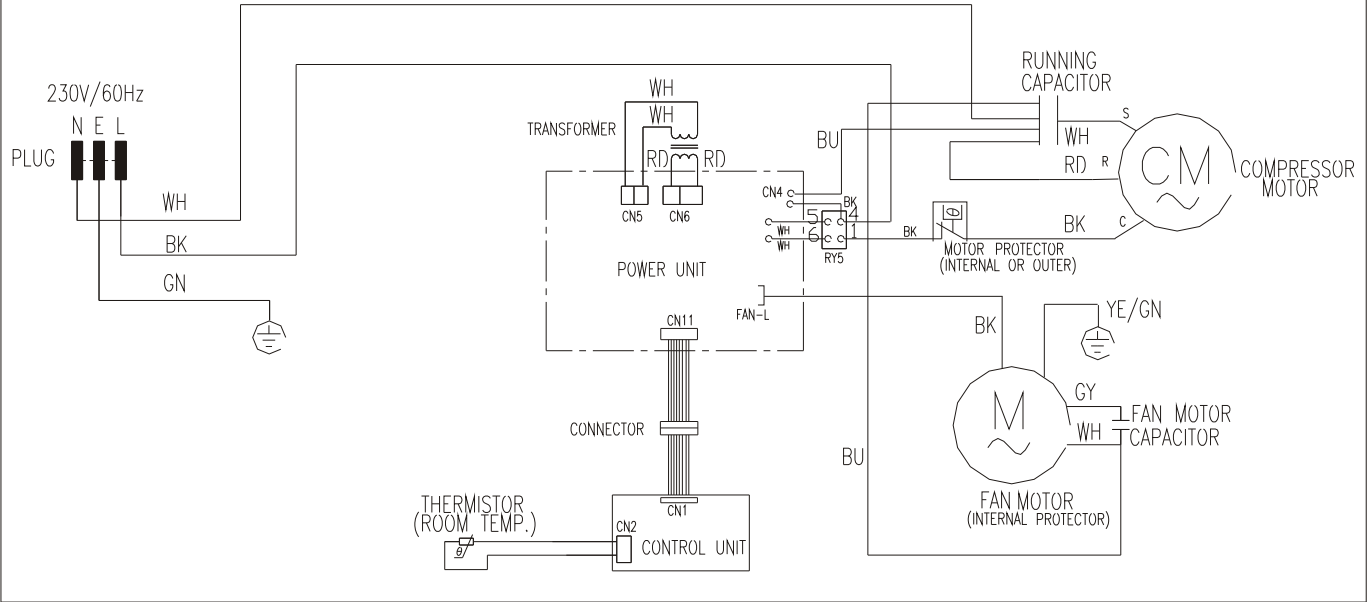 230V/60Hz
N E L
PLUG
WH
BK
GN
WH
WH
TRANSFORMER
RD RD
CN5 CN6
POWER UNIT
CN4
BK
5 4
WH
6 1
WH
RY5
FAN-L
CN11
CONNECTOR
CN1
CN2
CONTROL UNIT
THERMISTOR
(ROOM TEMP.)
θ
RUNNING
CAPACITOR
BU
S
WH
RD R
CM
COMPRESSOR
MOTOR
C
BK
θ
BK
MOTOR PROTECTOR
(INTERNAL OR OUTER)
BK
YE/GN
M
GY
WH
FAN MOTOR
CAPACITOR
BU
FAN MOTOR
(INTERNAL PROTECTOR)